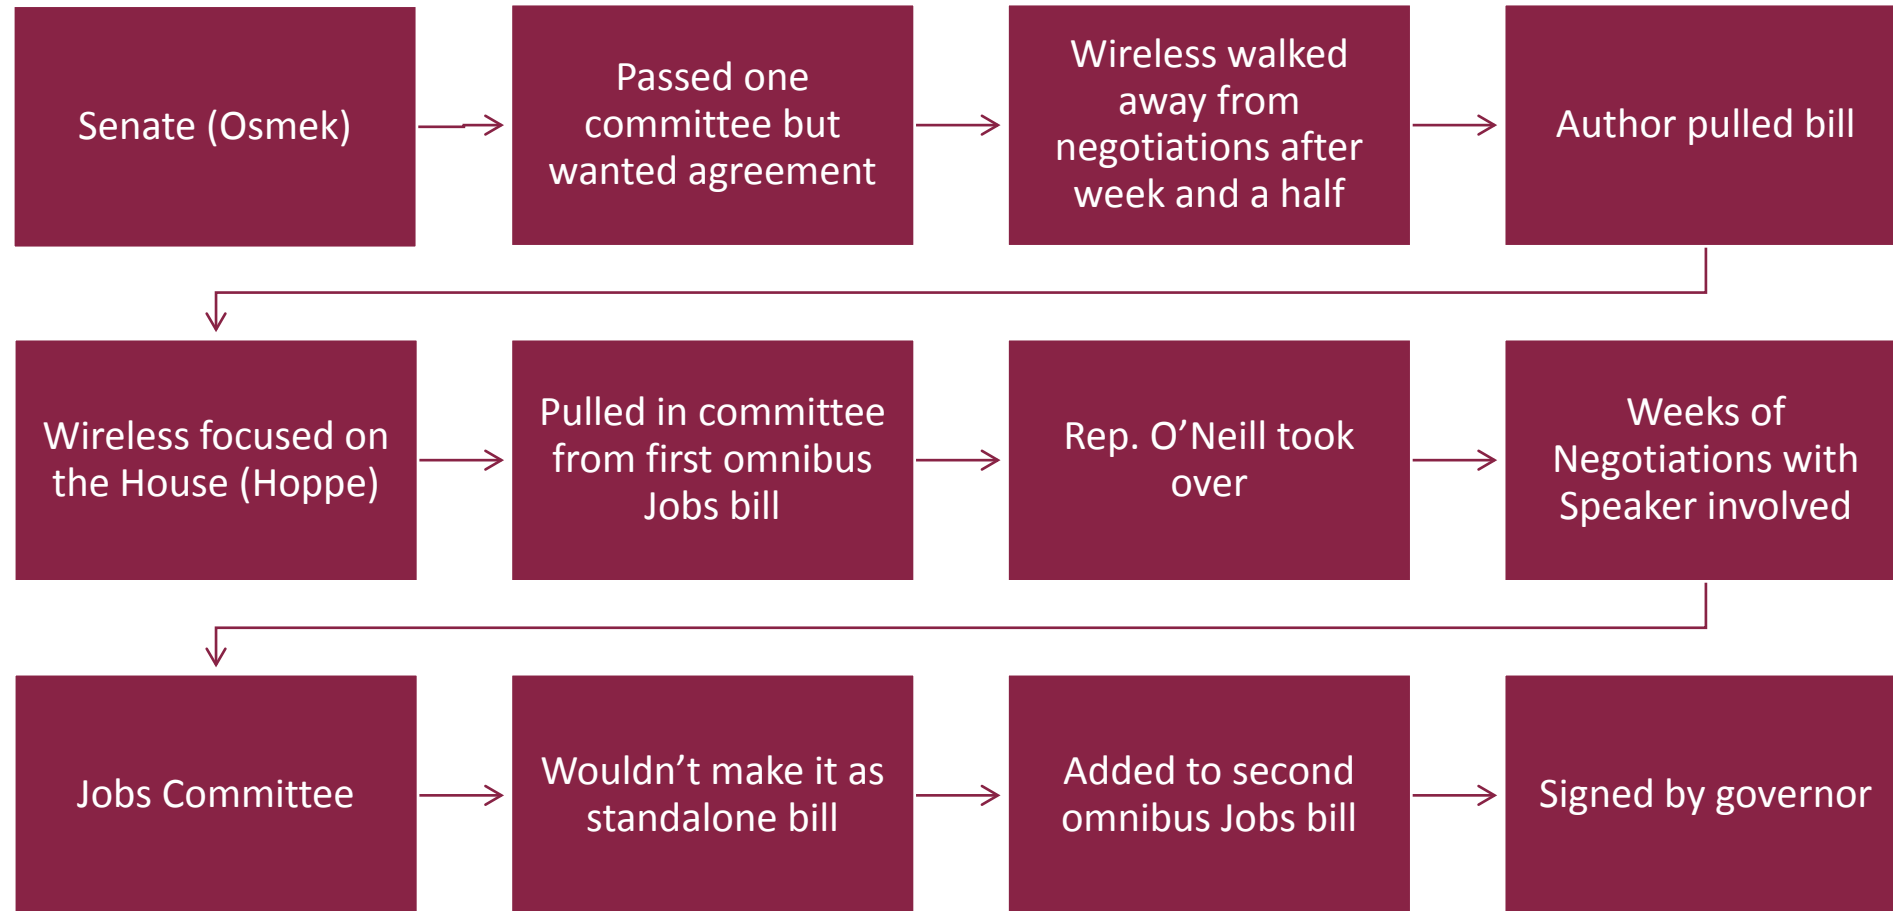 Senate (Osmek)
Passed one
committee but
wanted agreement
Wireless walked
away from
negotiations after
week and a half
Author pulled bill
Wireless focused on
the House (Hoppe)
Pulled in committee
from first omnibus
Jobs bill
Rep. O’Neill took
over
Weeks of
Negotiations with
Speaker involved
Jobs Committee
Wouldn’t make it as
standalone bill
Added to second
omnibus Jobs bill
Signed by governor